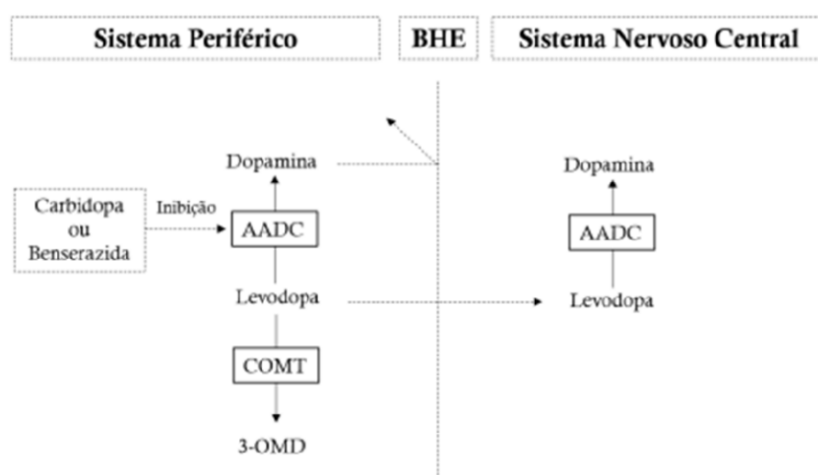 Sistema Periférico
BHE
Sistema Nervoso Central
Dopamina
Dopamina
Carbidopa
ou
Benserazida
Inibição
AADC
AADC
Levodopa
Levodopa
COMT
3-OMD